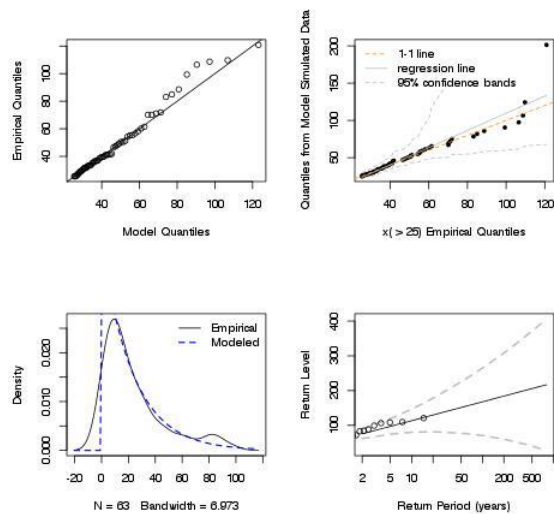 Empirical Quantiles
40 60 80 100 120
40 60 80 100 120
Model Quantiles
Quantiles from Model Simulated Data
50 100 150 200
1-1 line
regression line
95% confidence bands
40 60 80 100 120
x( > 25) Empirical Quantiles
Density
0.000 0.010 0.020
Empirical
Modeled
-20 0 20 40 60 80 100
N = 63 Bandwidth = 6.973
Return Level
100 200 300 400
2 5 10 20 50 200 500
Return Period (years)